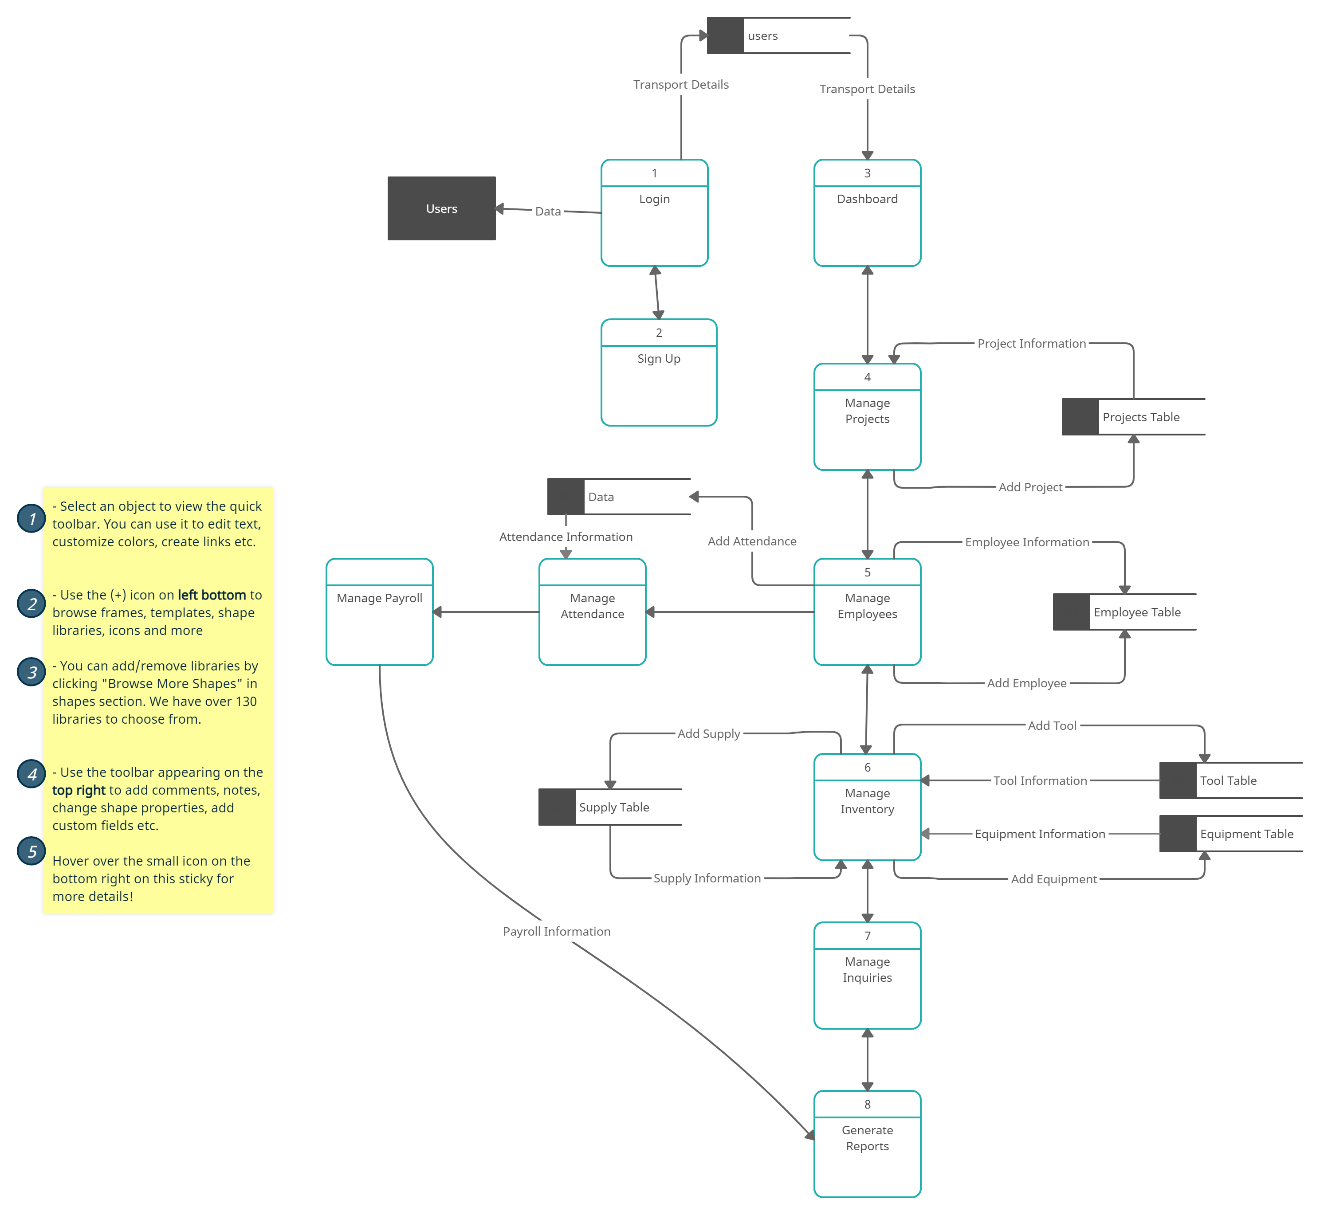 users
Transport Details
Transport Details
1
Login
3
Dashboard
Users
Data
2
Sign Up
Project Information
4
Manage
Projects
Projects Table
Add Project
Data
Attendance Information
Add Attendance
Employee Information
Manage Payroll
Manage
Attendance
5
Manage
Employees
Employee Table
Add Employee
Add Supply
Add Tool
6
Manage
Inventory
Supply Table
Tool Information
Tool Table
Equipment Information
Equipment Table
Supply Information
Add Equipment
Payroll Information
7
Manage
Inquiries
8
Generate
Reports
1
- Select an object to view the quick
toolbar. You can use it to edit text,
customize colors, create links etc.
2
- Use the (+) icon on left bottom to
browse frames, templates, shape
libraries, icons and more
3
- You can add/remove libraries by
clicking "Browse More Shapes" in
shapes section. We have over 130
libraries to choose from.
4
- Use the toolbar appearing on the
top right to add comments, notes,
change shape properties, add
custom fields etc.
5
Hover over the small icon on the
bottom right on this sticky for
more details!